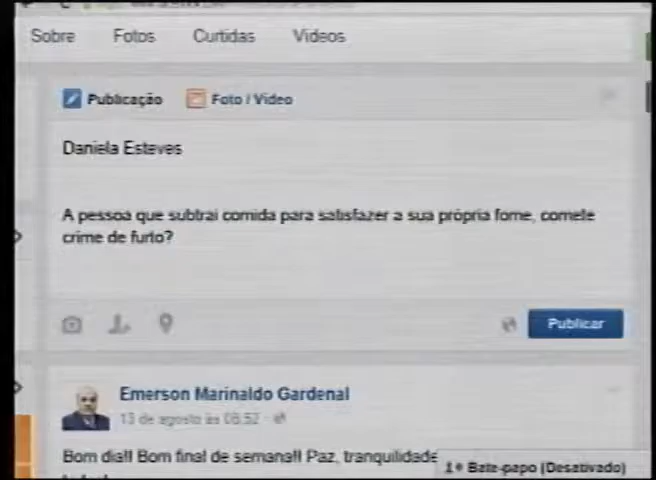 Sobre Fotos Curtidas Videos
Publicação Foto / Video
Daniela Esteves
A pessoa que subtrai comida para satisfazer a sua própria fome, comete
crime de furto?
Publicar
Emerson Marinaldo Gardenal
13 de agosto às 08:52
Bom dia!! Bom final de semana!! Paz, tranquilidade
Bate-papo (Desativado)